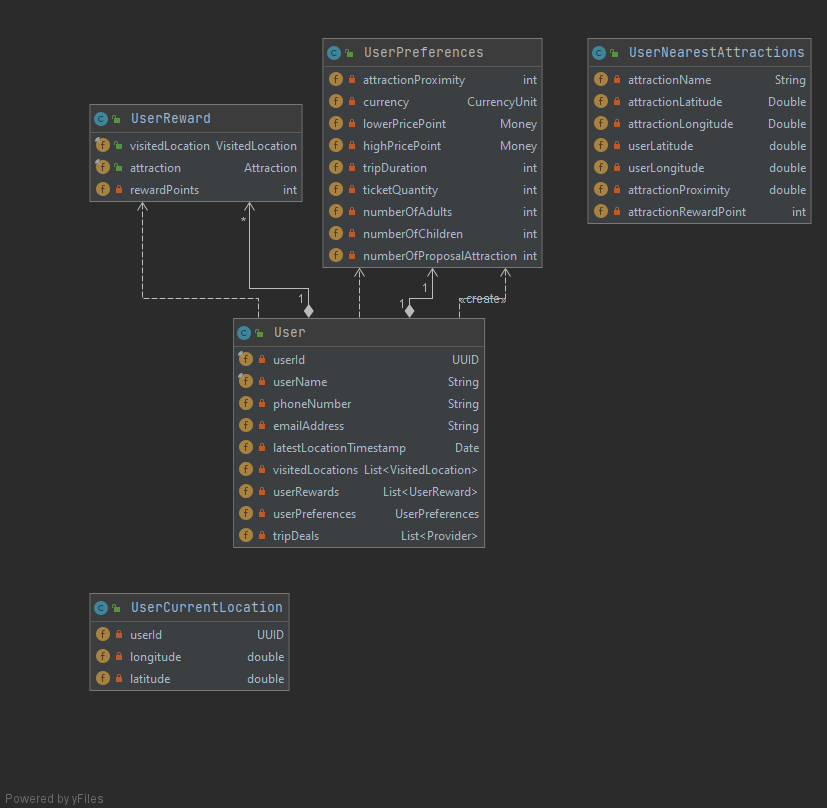 UserPreferences
attractionProximity int
currency CurrencyUnit
lowerPricePoint Money
highPricePoint Money
tripDuration int
ticketQuantity int
numberOfAdults int
numberOfChildren int
numberOfProposalAttraction int
UserNearestAttractions
attractionName String
attractionLatitude Double
attractionLongitude Double
userLatitude double
userLongitude double
attractionProximity double
attractionRewardPoint int
UserReward
visitedLocation VisitedLocation
attraction Attraction
rewardPoints int
*
1
1
1
«create»
User
userId UUID
userName String
phoneNumber String
emailAddress String
latestLocationTimestamp Date
visitedLocations List<VisitedLocation>
userRewards List<UserReward>
userPreferences UserPreferences
tripDeals List<Provider>
UserCurrentLocation
userId UUID
longitude double
latitude double
Powered by yFiles